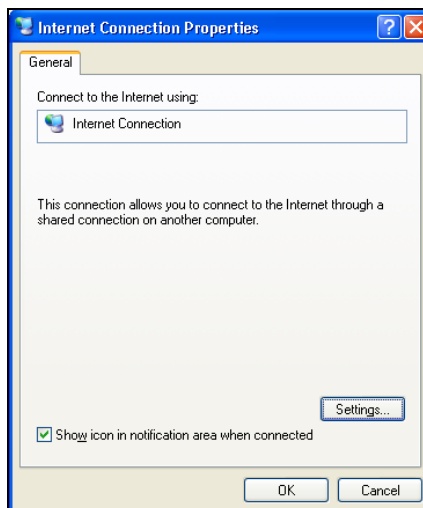 Internet Connection Properties
General
Connect to the Internet using:
Internet Connection
This connection allows you to connect to the Internet through a
shared connection on another computer.
Settings...
Show icon in notification area when connected
OK
Cancel